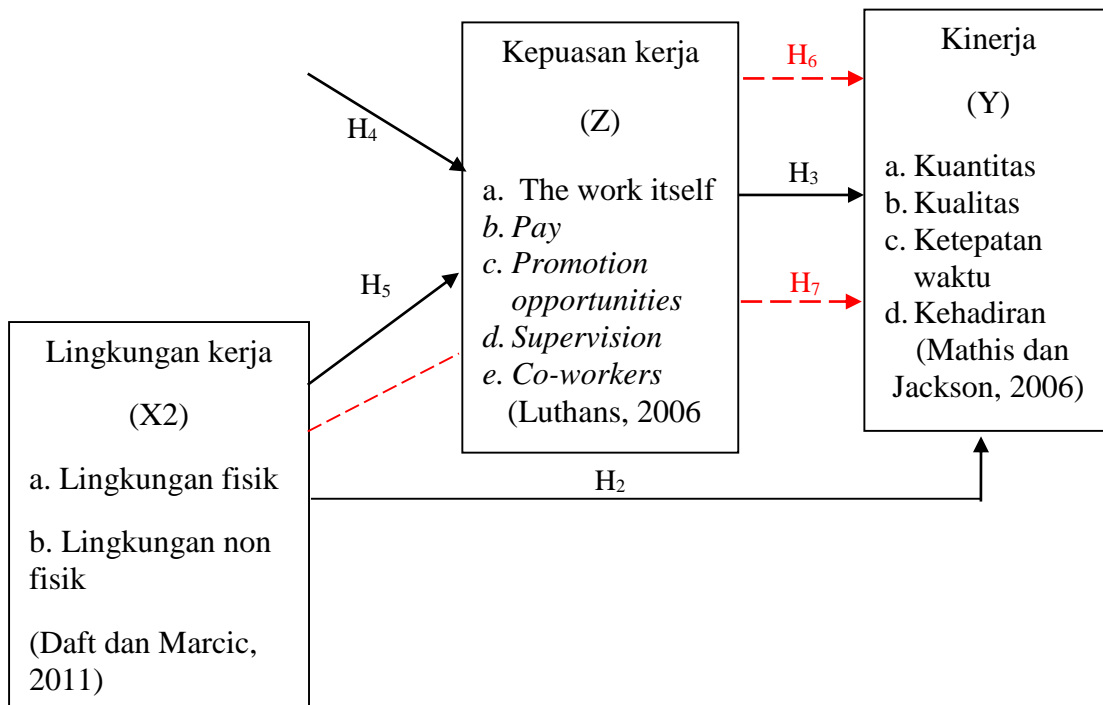 H4
H5
Lingkungan kerja
(X2)
a. Lingkungan fisik
b. Lingkungan non
fisik
(Daft dan Marcic,
2011)
Kepuasan kerja
(Z)
a. The work itself
b. Pay
c. Promotion
opportunities
d. Supervision
e. Co-workers
(Luthans, 2006
H6
H3
H7
H2
Kinerja
(Y)
a. Kuantitas
b. Kualitas
c. Ketepatan
waktu
d. Kehadiran
(Mathis dan
Jackson, 2006)